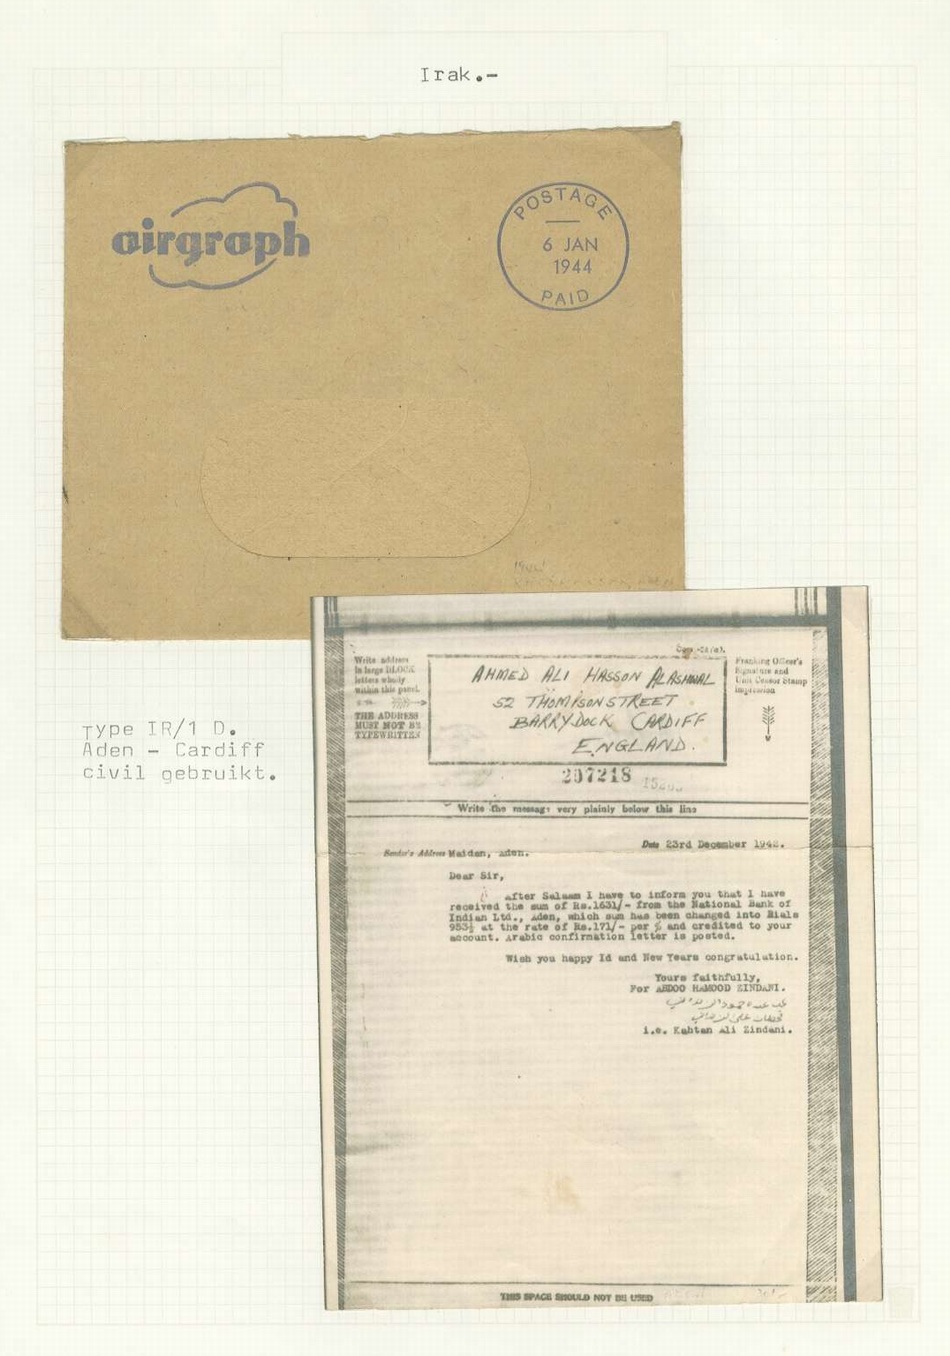 Irak.-
airgraph
POSTAGE
6 JAN
1944
PAID
Type IR/1 D.
Aden - Cardiff
civil gebruikt.
Write address
in large BLOCK
letters wholly
within this panel.
THE ADDRESS
MUST NOT BE
TYPEWRITTEN
AHMED ALI HASSON ALASHWAL
52 THOMPSON STREET
BARRY DOCK CARDIFF
ENGLAND.
Franking Officer's
Signature and
Unit Censor Stamp
Impression
297218
Write the message very plainly below this line
Sender's Address Maidan, Aden.
Date 23rd December 194
Dear Sir,
After Salaam I have to inform you that I have
received the sum of Rs.1631/- from the National Bank of
Indian Ltd., Aden, which sum has been changed into Rials
953½ at the rate of Rs.171/- per % and credited to your
account. Arabic confirmation letter is posted.
Wish you happy Id and New Years congratulation.
Yours faithfully,
For ABDOO HAMOOD ZINDANI.
i.e. Kahtan Ali Zindani.
THIS SPACE SHOULD NOT BE USED